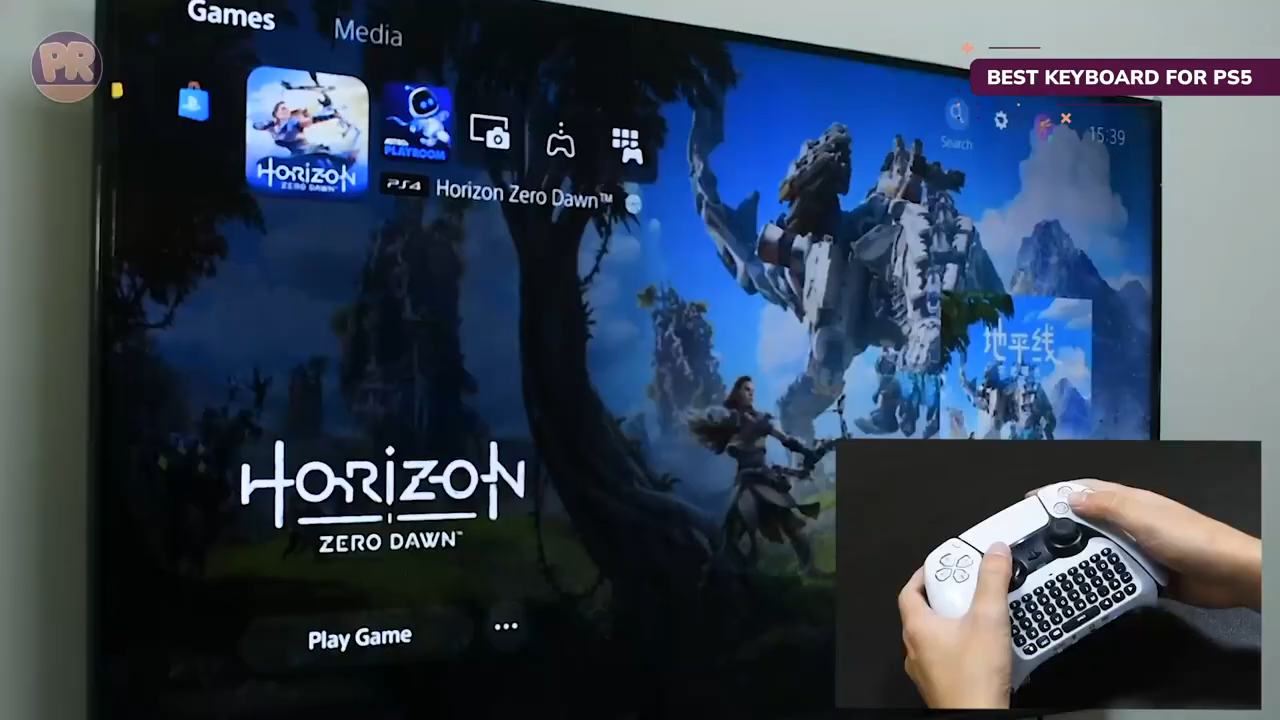 Games
Media
PR
BEST KEYBOARD FOR PS5
HORIZON
ZERO DAWN
ASTRO'S
PLAYROOM
Search
15:39
PS4 Horizon Zero Dawn™
地平线
HORIZON
ZERO DAWN™
Play Game